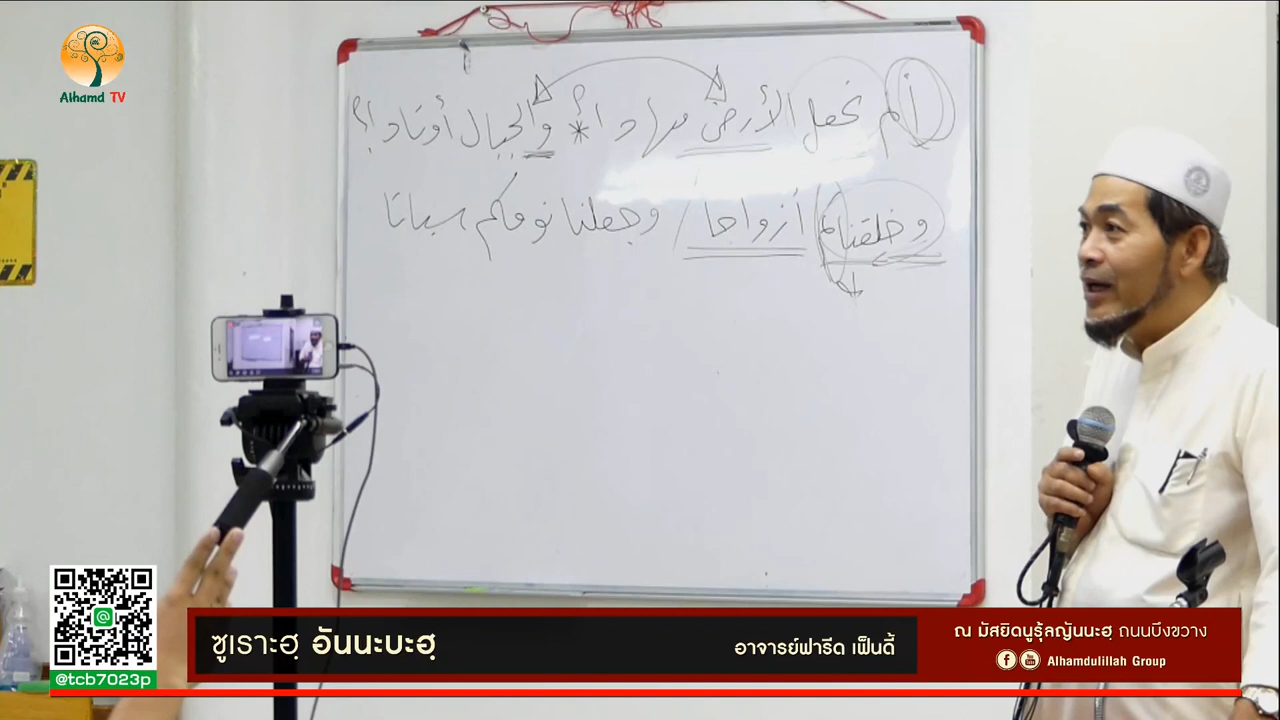 Alhamd TV
ألم نجعل الأرض مهادا ؟ * والجبال أوتادا ؟
وخلقناكم أزواجا / وجعلنا نومكم سباتا
@tcb7023p
ซูเราะฮฺ อันนะบะฮฺ
อาจารย์ฟารีด เฟ็นดี้
ณ มัสยิดนูรุ้ลญันนะฮฺ ถนนบึงขวาง
Alhamdulillah Group